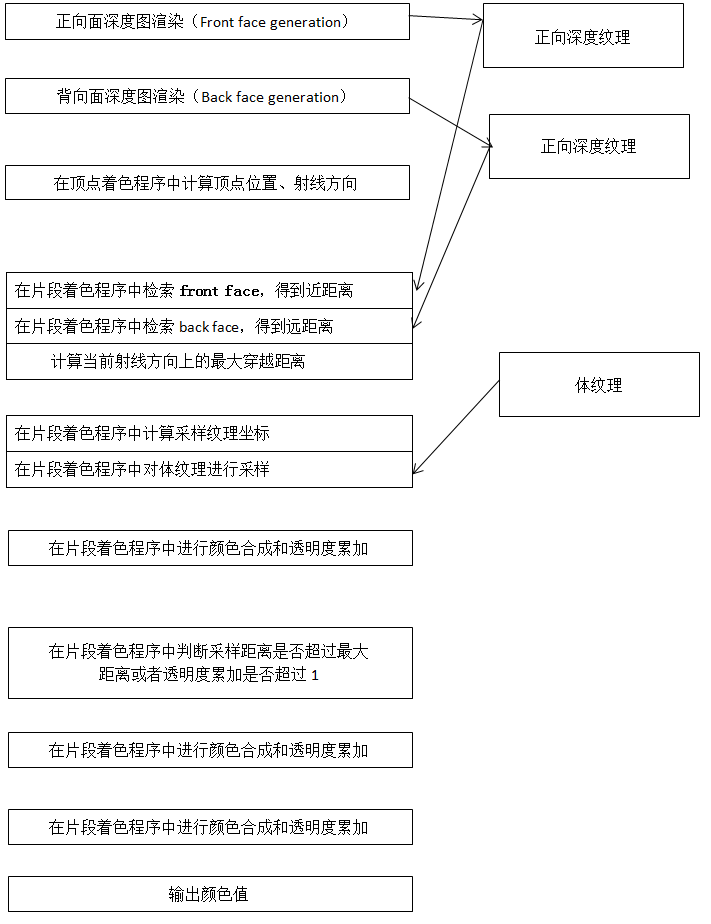 正向面深度图渲染（Front face generation）
正向深度纹理
背向面深度图渲染（Back face generation）
正向深度纹理
在顶点着色程序中计算顶点位置、射线方向
在片段着色程序中检索 front face，得到近距离
在片段着色程序中检索 back face，得到远距离
计算当前射线方向上的最大穿越距离
体纹理
在片段着色程序中计算采样纹理坐标
在片段着色程序中对体纹理进行采样
在片段着色程序中进行颜色合成和透明度累加
在片段着色程序中判断采样距离是否超过最大
距离或者透明度累加是否超过 1
在片段着色程序中进行颜色合成和透明度累加
在片段着色程序中进行颜色合成和透明度累加
输出颜色值